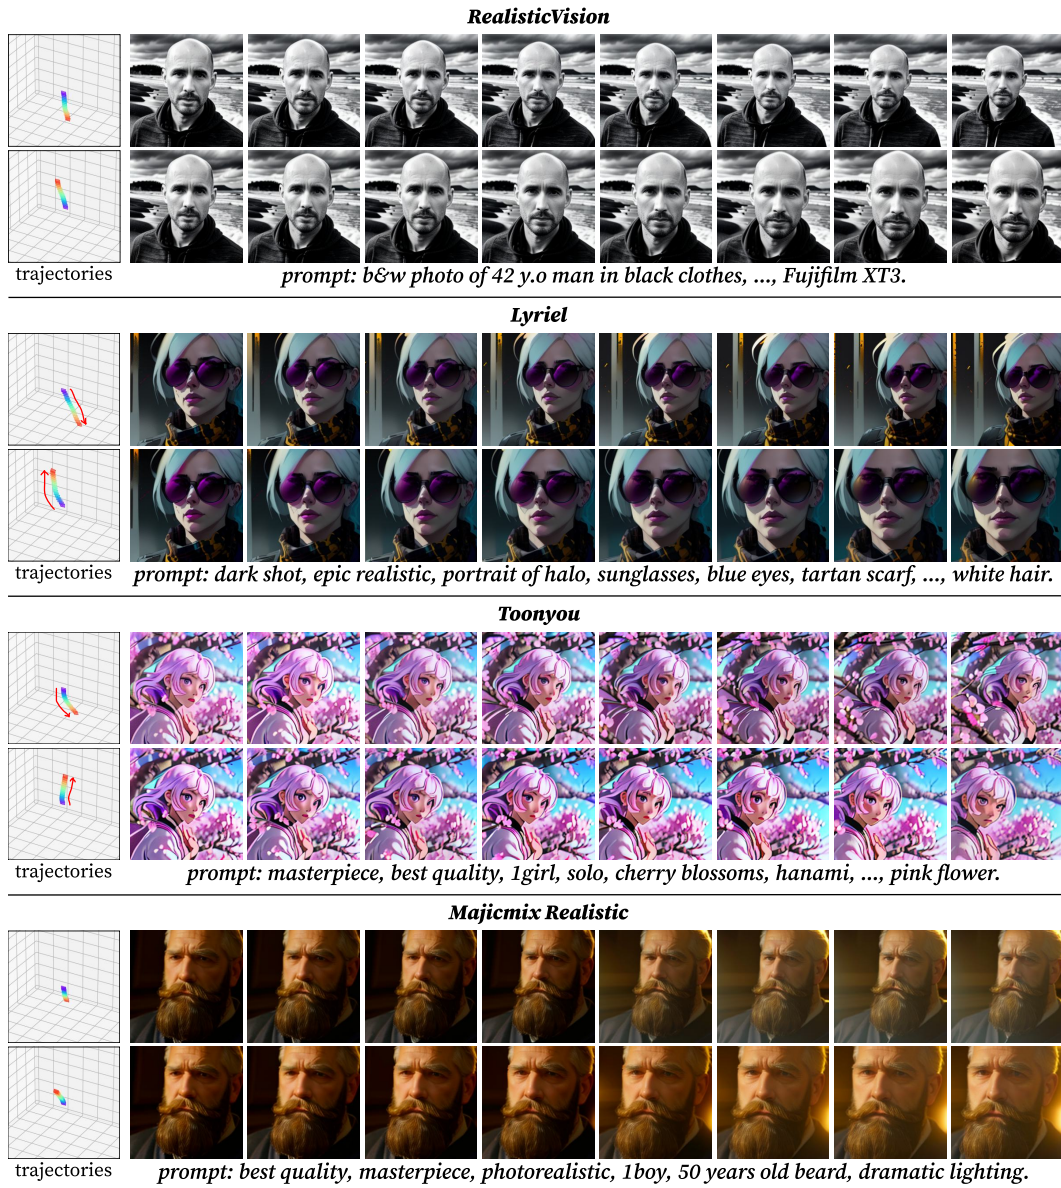 RealisticVision
trajectories
prompt: b&w photo of 42 y.o man in black clothes, ..., Fujifilm XT3.
Lyriel
trajectories
prompt: dark shot, epic realistic, portrait of halo, sunglasses, blue eyes, tartan scarf, ..., white hair.
Toonyou
trajectories
prompt: masterpiece, best quality, 1girl, solo, cherry blossoms, hanami, ..., pink flower.
Majicmix Realistic
trajectories
prompt: best quality, masterpiece, photorealistic, 1boy, 50 years old beard, dramatic lighting.